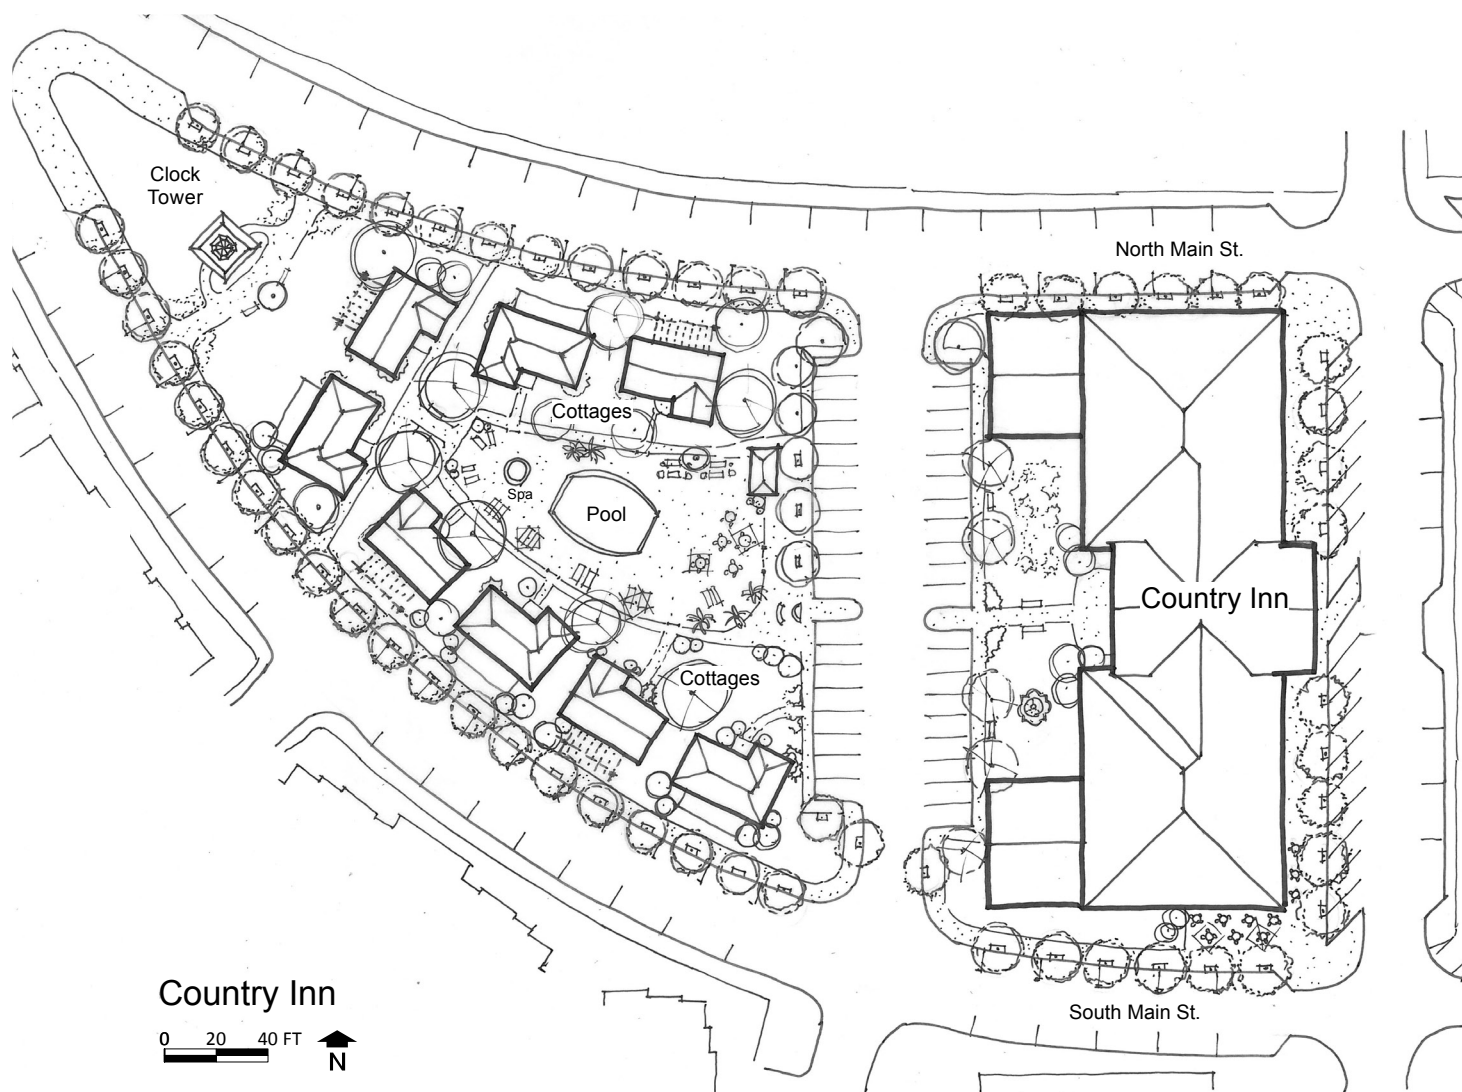 Clock
Tower
North Main St.
Cottages
Spa
Pool
Country Inn
Cottages
Country Inn
0 20 40 FT
N
South Main St.